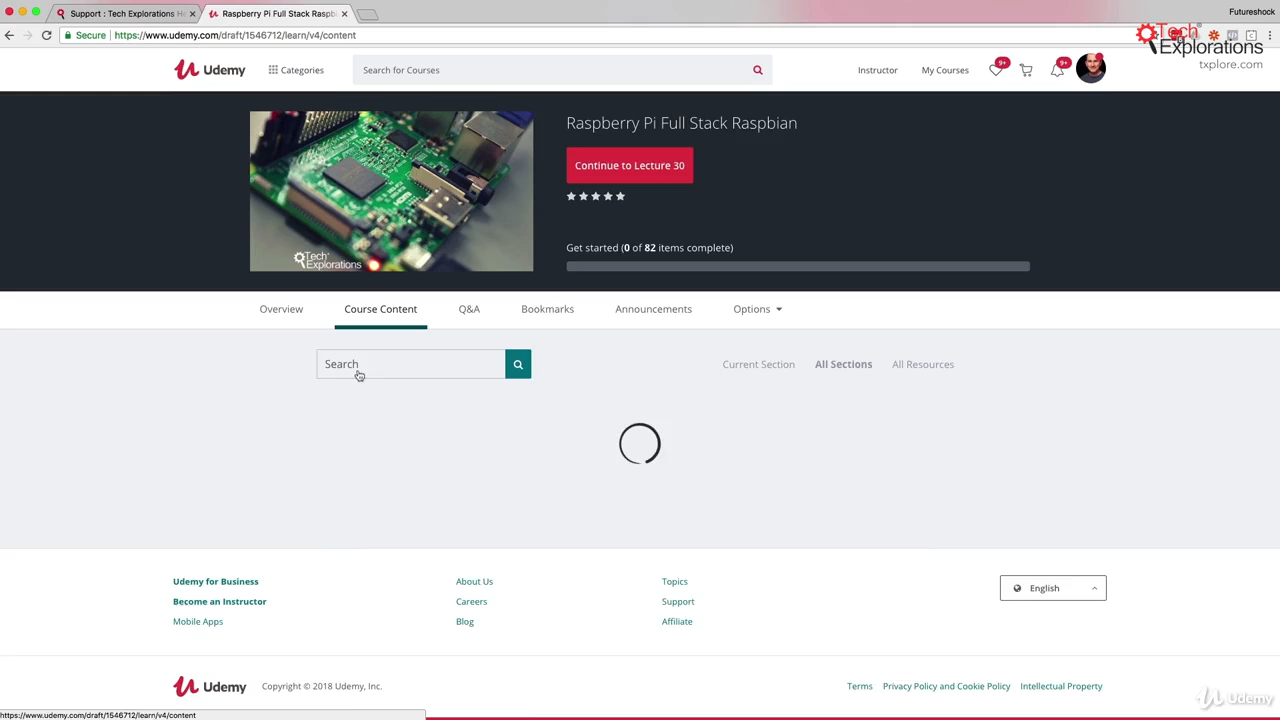 Support : Tech Explorations He
Raspberry Pi Full Stack Raspbi
Futureshock
Secure https://www.udemy.com/draft/1546712/learn/v4/content
Tech Explorations
txplore.com
Udemy
Categories
Search for Courses
Instructor
My Courses
9+
9+
Raspberry Pi Full Stack Raspbian
Continue to Lecture 30
Tech Explorations
Get started (0 of 82 items complete)
Overview
Course Content
Q&A
Bookmarks
Announcements
Options
Search
Current Section
All Sections
All Resources
Udemy for Business
About Us
Topics
English
Become an Instructor
Careers
Support
Mobile Apps
Blog
Affiliate
Udemy
Copyright © 2018 Udemy, Inc.
Terms
Privacy Policy and Cookie Policy
Intellectual Property
Udemy
https://www.udemy.com/draft/1546712/learn/v4/content